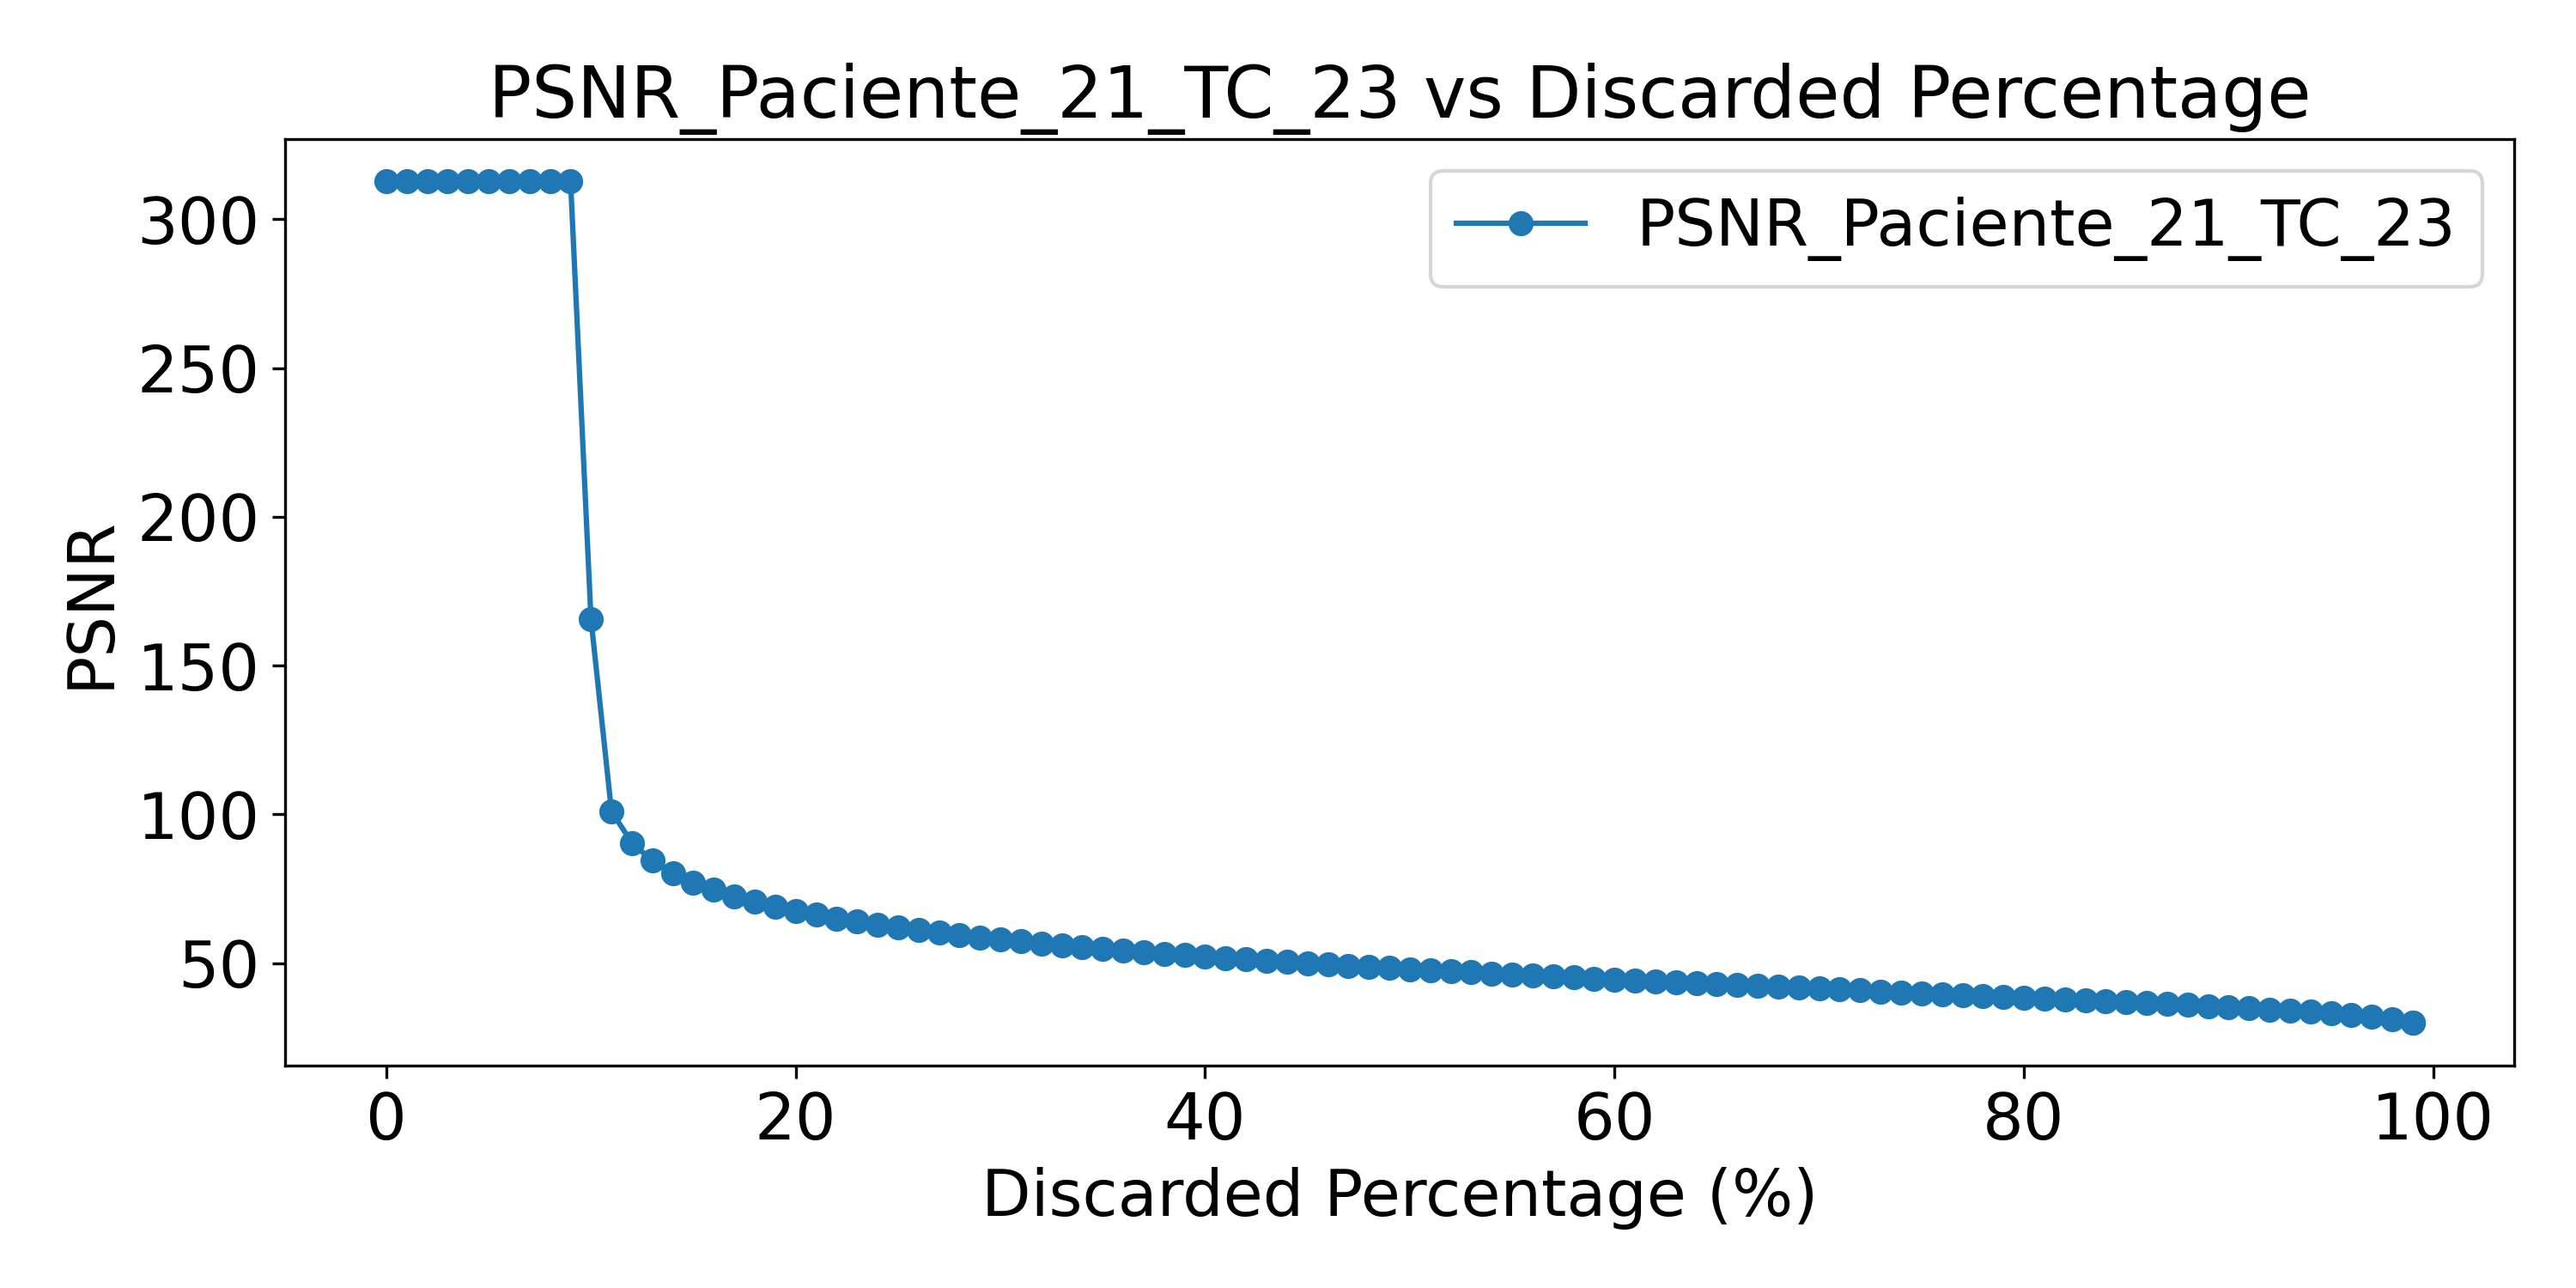 PSNR_Paciente_21_TC_23 vs Discarded Percentage
PSNR_Paciente_21_TC_23
300
250
200
150
100
50
PSNR
0 20 40 60 80 100
Discarded Percentage (%)